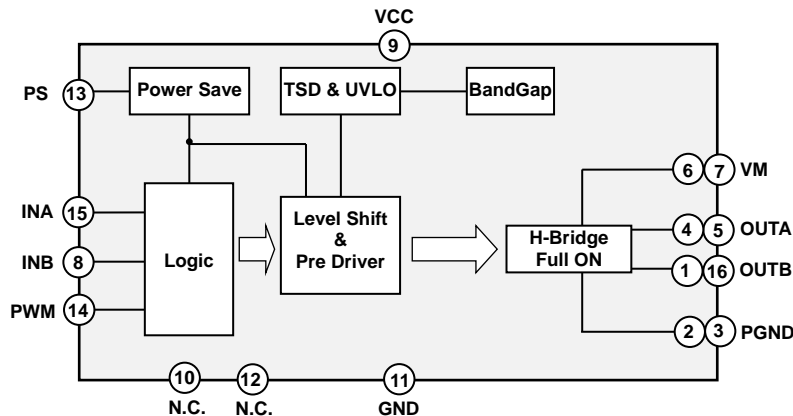 VCC
9
PS 13
Power Save
TSD & UVLO
BandGap
6 7 VM
INA 15
4 5 OUTA
INB 8
1 16 OUTB
PWM 14
2 3 PGND
Logic
Level Shift
&
Pre Driver
H-Bridge
Full ON
10 12 11
N.C. N.C. GND